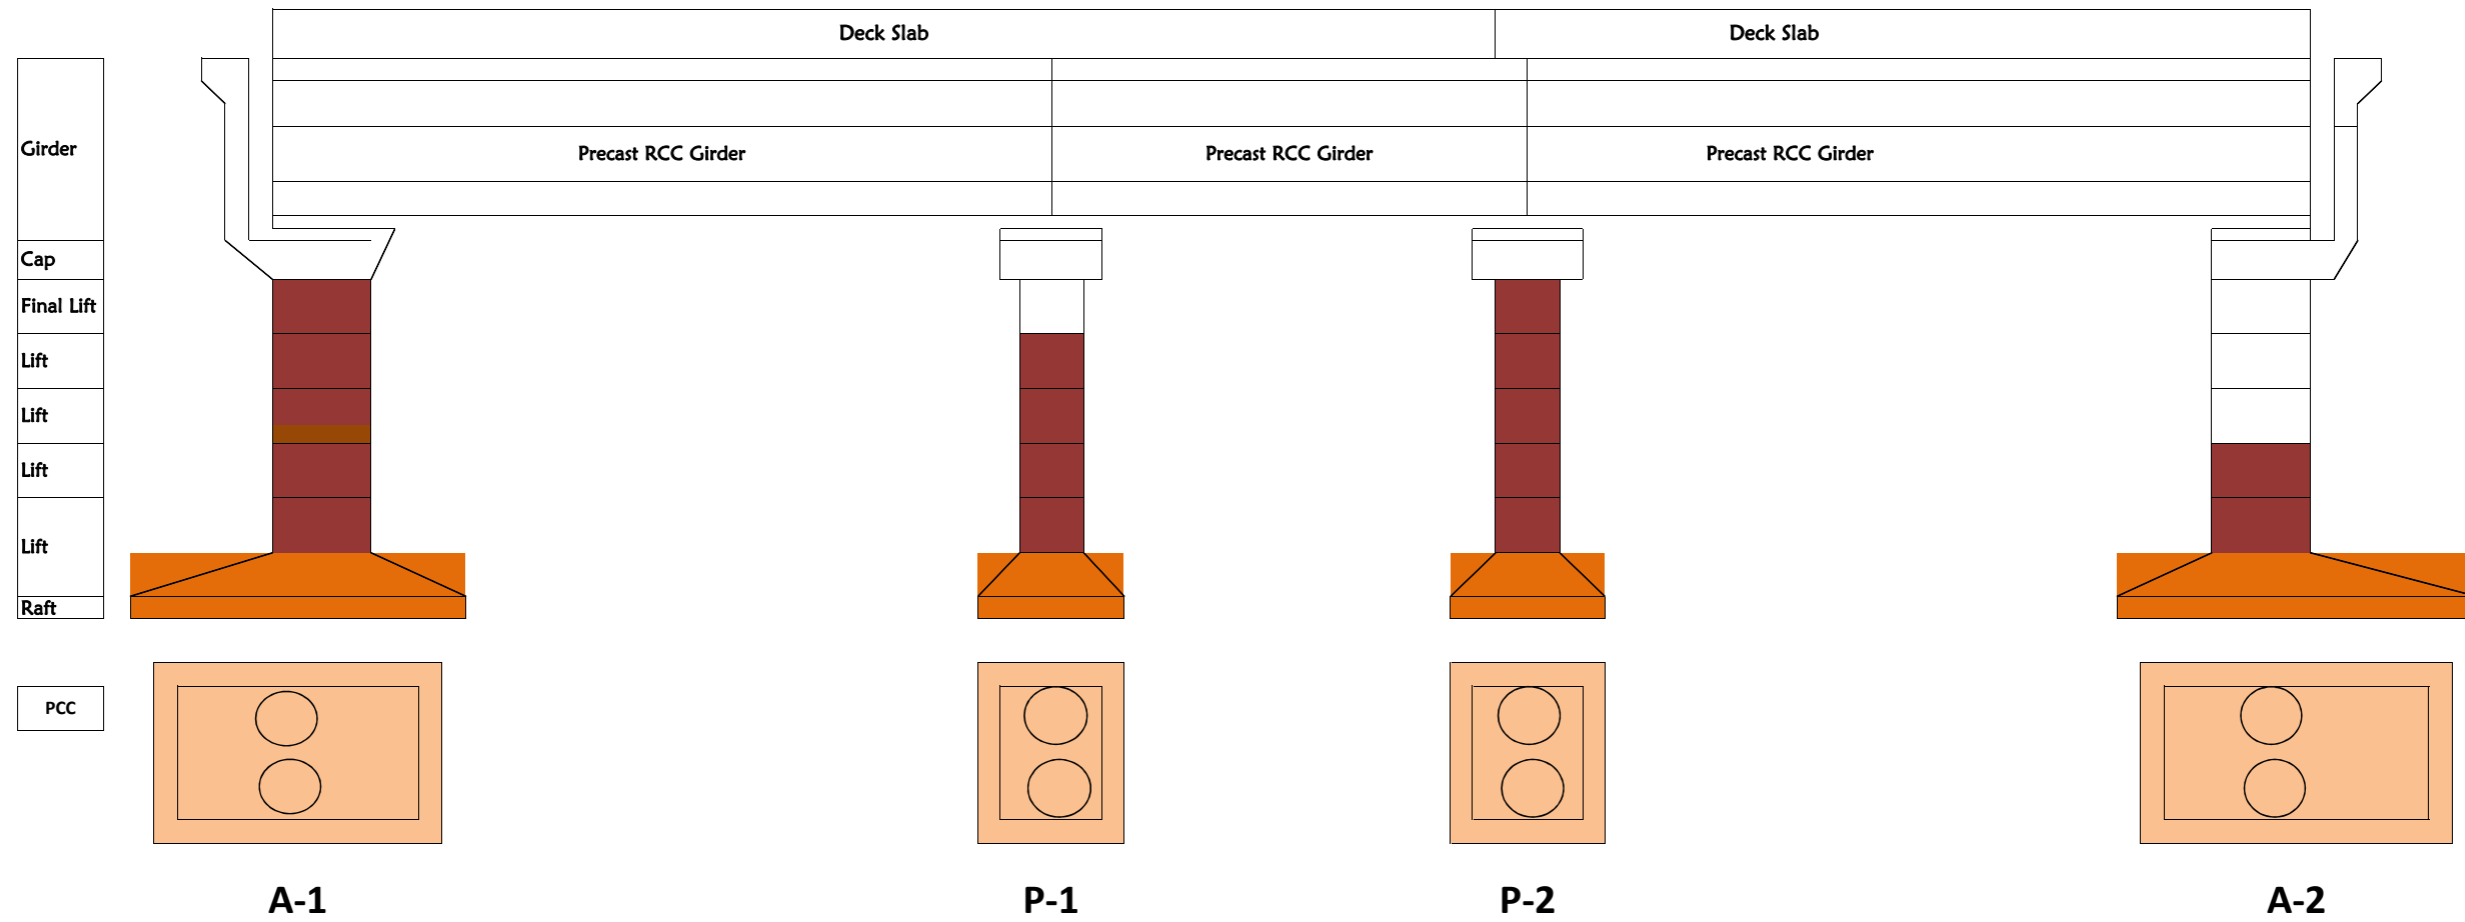 Deck Slab
Deck Slab
Girder
Precast RCC Girder
Precast RCC Girder
Precast RCC Girder
Cap
Final Lift
Lift
Lift
Lift
Lift
Raft
PCC
A-1
P-1
P-2
A-2